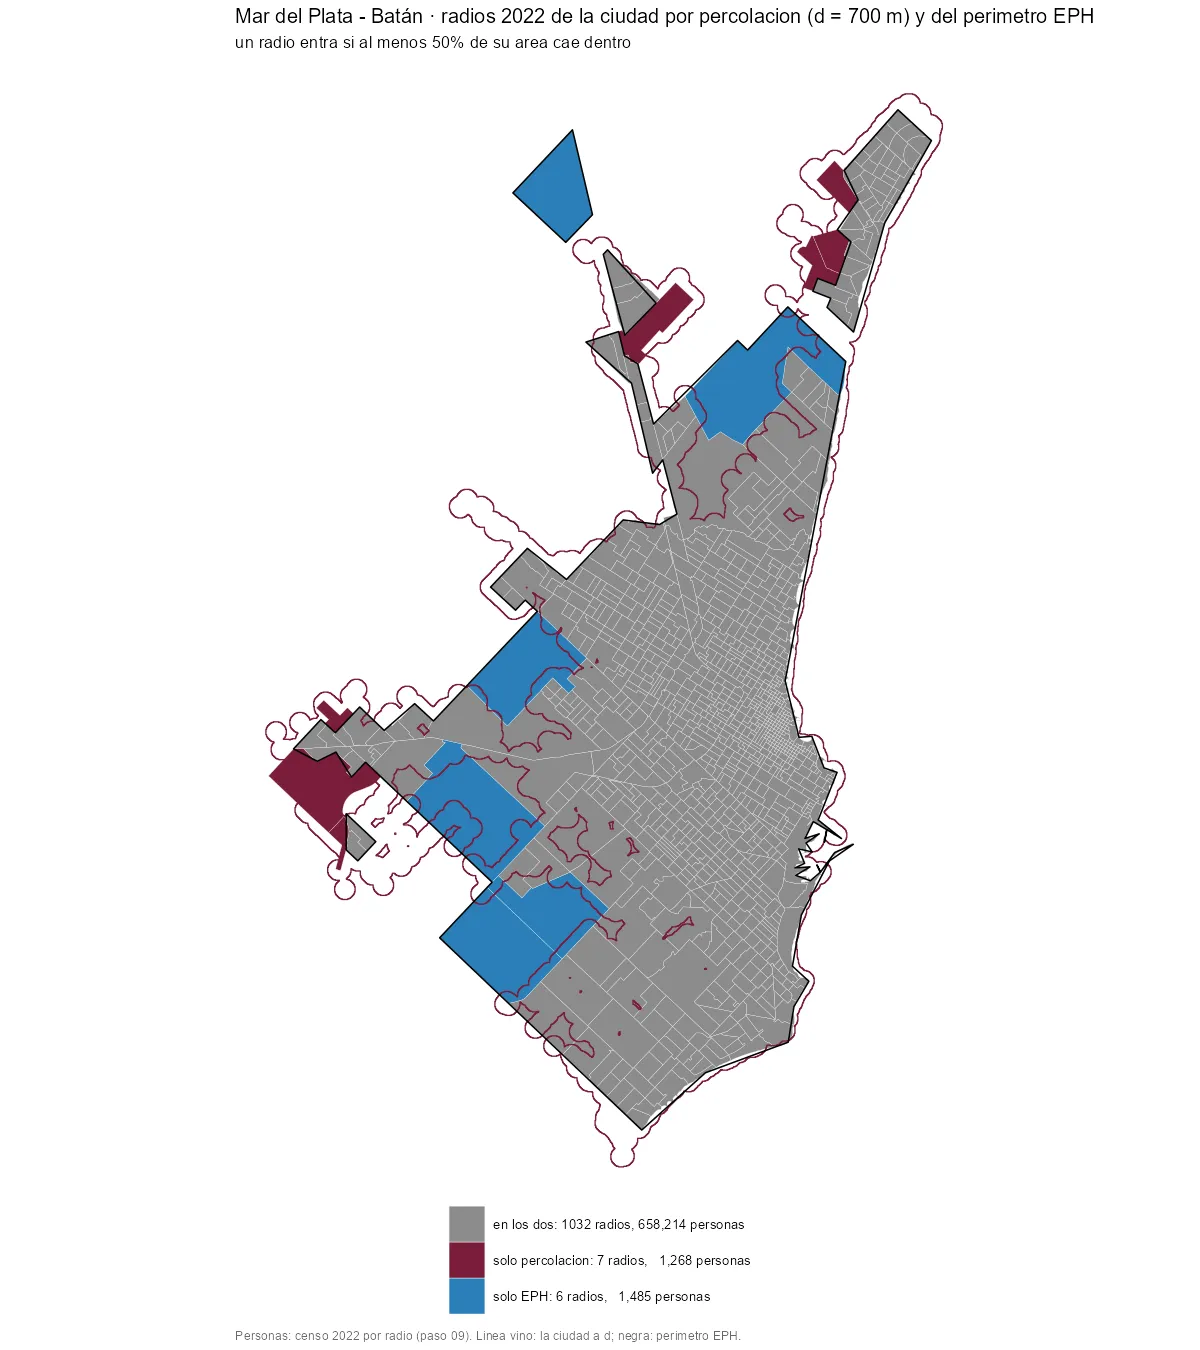 Mar del Plata - Batán · radios 2022 de la ciudad por percolacion (d = 700 m) y del perimetro EPH
un radio entra si al menos 50% de su area cae dentro
en los dos: 1032 radios, 658,214 personas
solo percolacion: 7 radios, 1,268 personas
solo EPH: 6 radios, 1,485 personas
Personas: censo 2022 por radio (paso 09). Linea vino: la ciudad a d; negra: perimetro EPH.